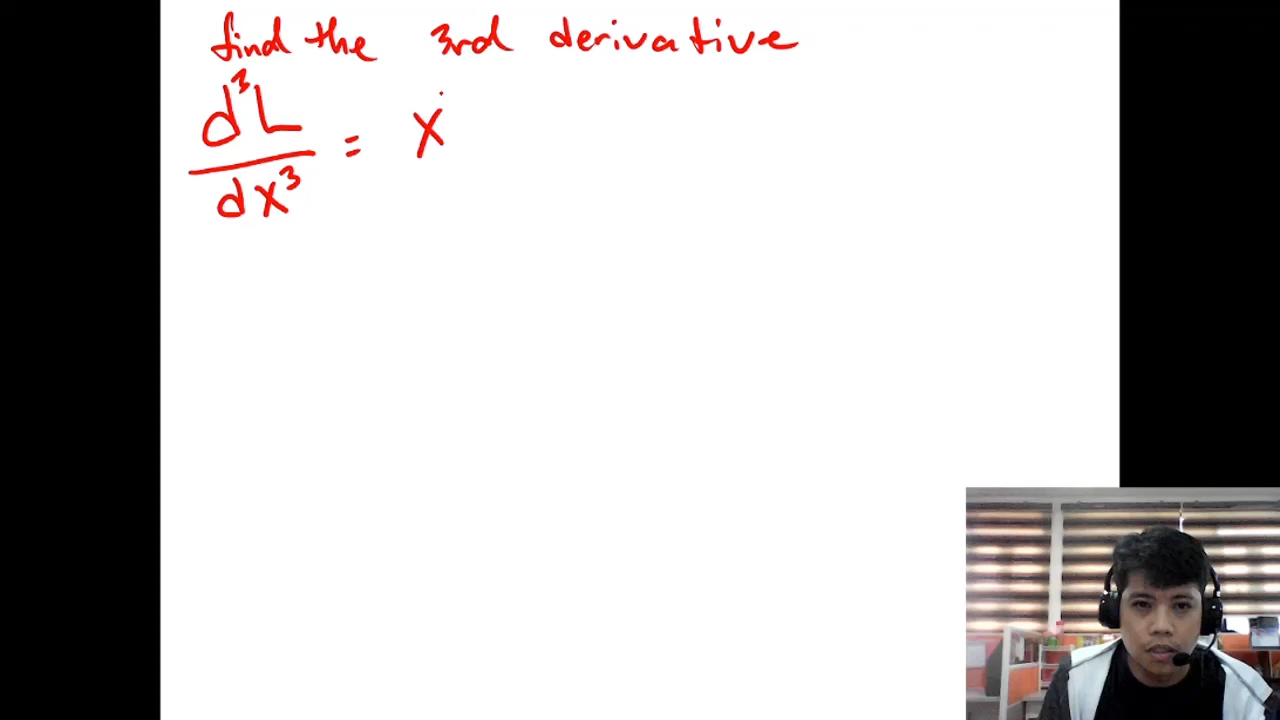 find the 3rd derivative
d³L/dx³ = x